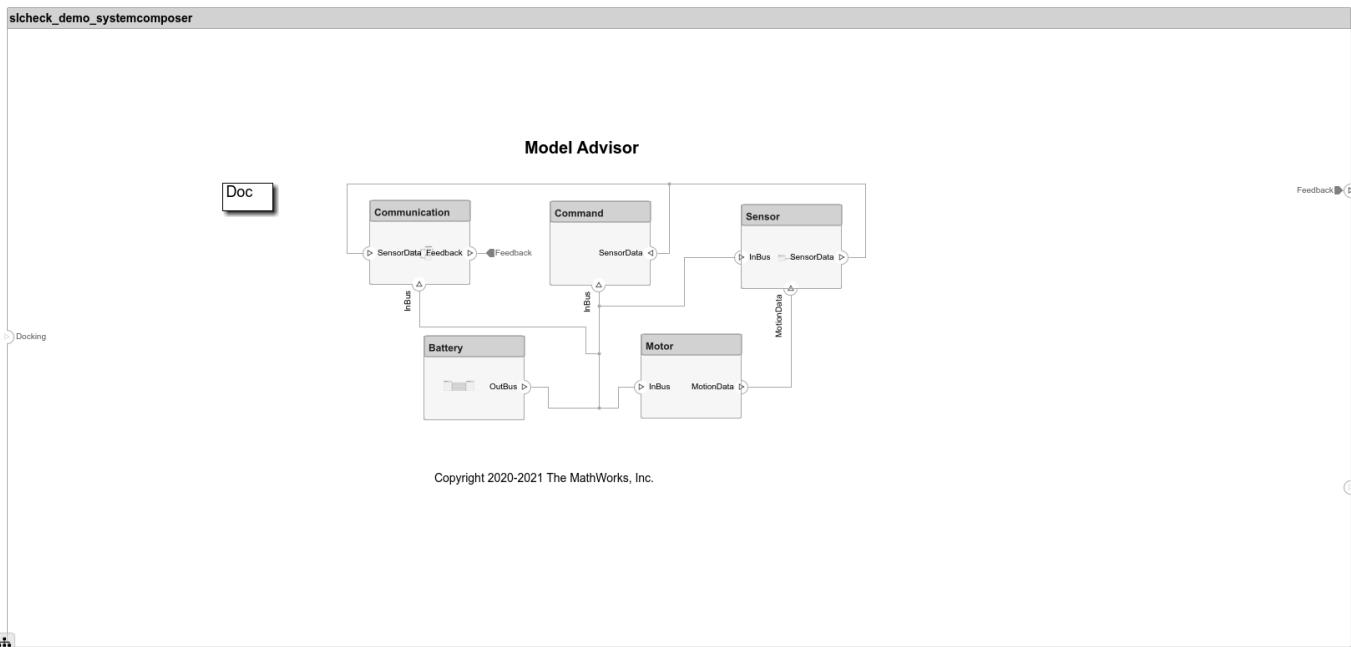 slcheck_demo_systemcomposer
Model Advisor
Doc
Feedback
Communication
Command
Sensor
SensorData Feedback
Feedback
SensorData
InBus SensorData
InBus
InBus
MotionData
Docking
Battery
Motor
OutBus
InBus MotionData
Copyright 2020-2021 The MathWorks, Inc.